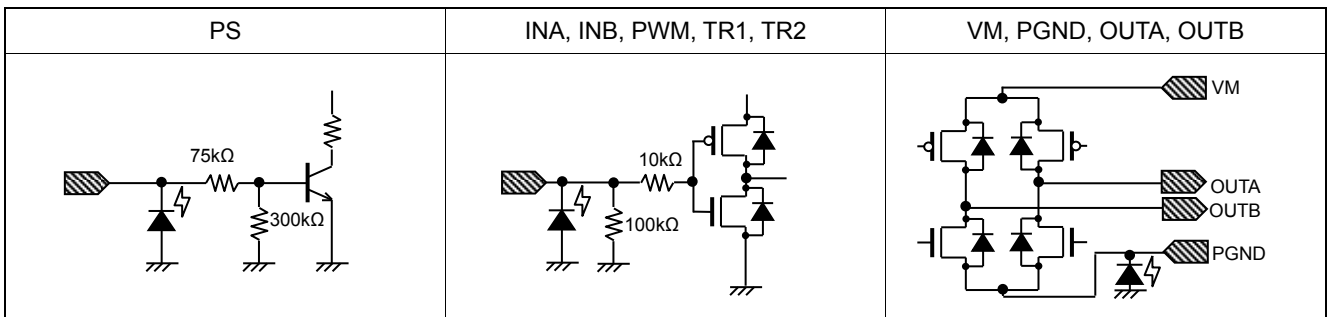 PS
INA, INB, PWM, TR1, TR2
VM, PGND, OUTA, OUTB
75kΩ
300kΩ
10kΩ
100kΩ
VM
OUTA
OUTB
PGND